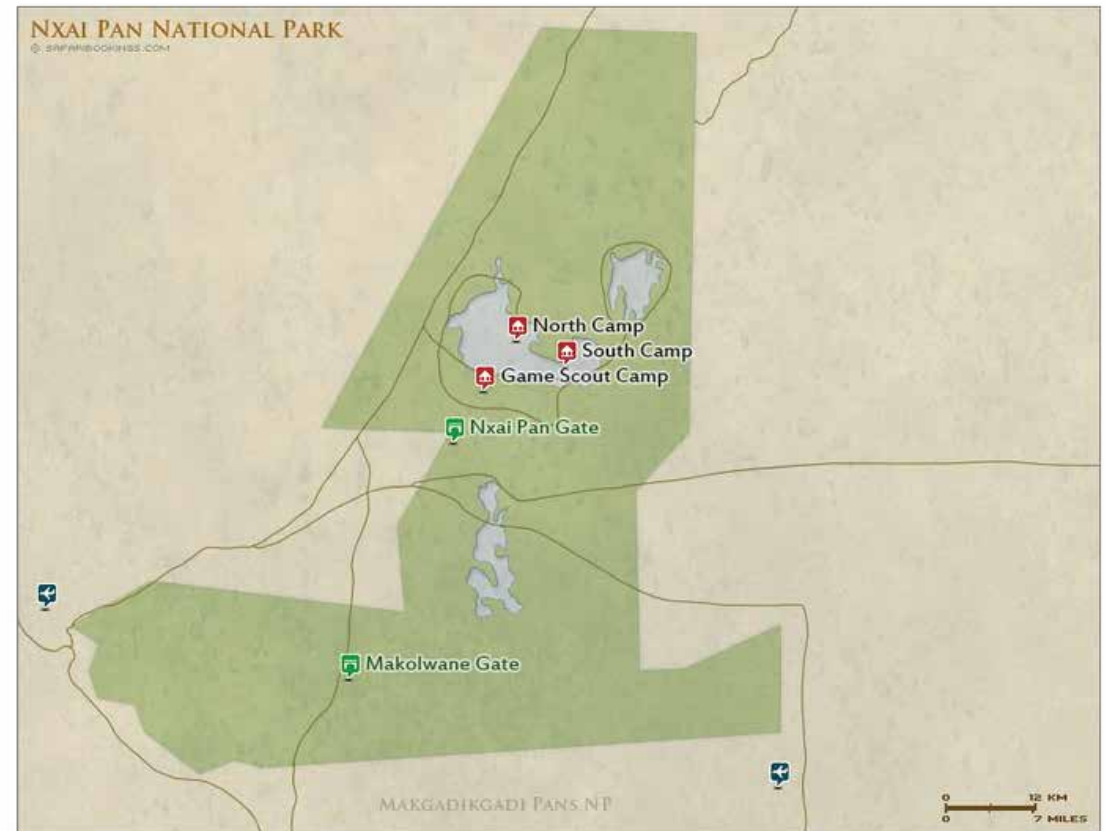 Nxai Pan National Park
© SafariBookings.com
North Camp
South Camp
Game Scout Camp
Nxai Pan Gate
Makolwane Gate
Makgadikgadi Pans NP
0 12 KM
0 7 MILES